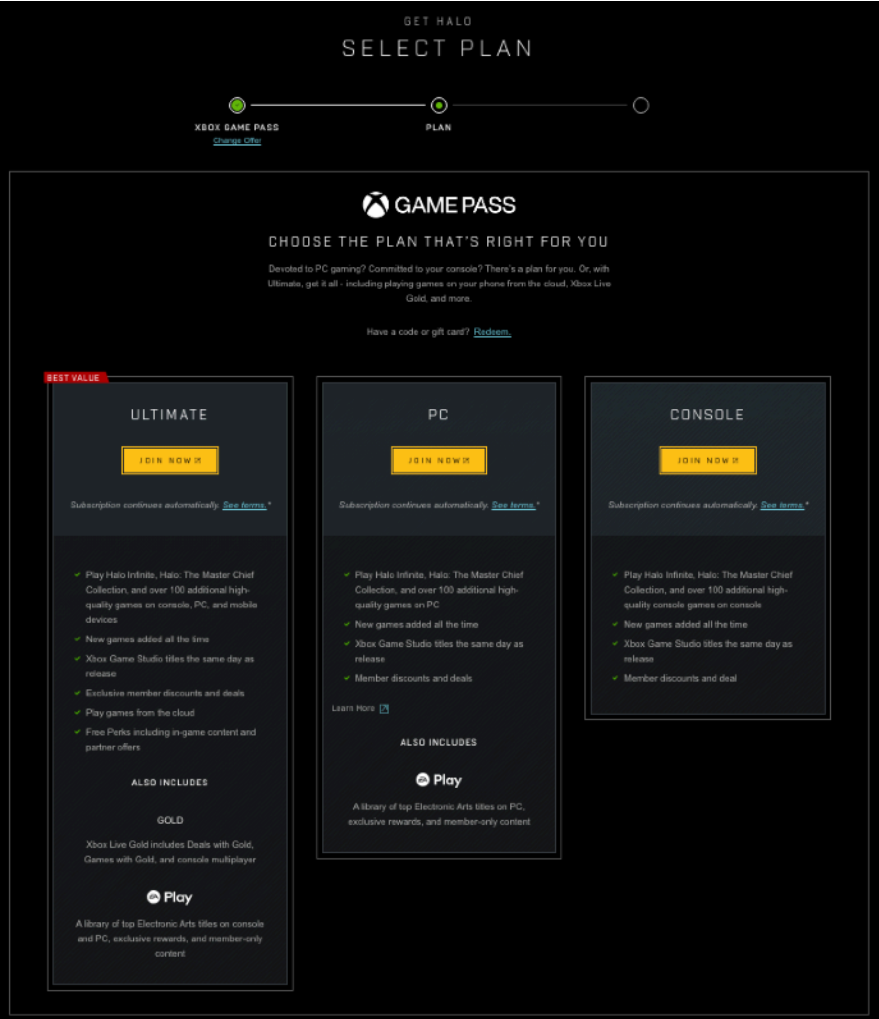 GET HALO
SELECT PLAN
XBOX GAME PASS
Change Offer
PLAN
GAME PASS
CHOOSE THE PLAN THAT'S RIGHT FOR YOU
Devoted to PC gaming? Committed to your console? There's a plan for you. Or, with
Ultimate, get it all - including playing games on your phone from the cloud, Xbox Live
Gold, and more.
Have a code or gift card? Redeem.
BEST VALUE
ULTIMATE
JOIN NOW
Subscription continues automatically. See terms.*
Play Halo Infinite, Halo: The Master Chief
Collection, and over 100 additional high-
quality games on console, PC, and mobile
devices
New games added all the time
Xbox Game Studio titles the same day as
release
Exclusive member discounts and deals
Play games from the cloud
Free Perks including in-game content and
partner offers
ALSO INCLUDES
GOLD
Xbox Live Gold includes Deals with Gold,
Games with Gold, and console multiplayer
EA Play
A library of top Electronic Arts titles on console
and PC, exclusive rewards, and member-only
content
PC
JOIN NOW
Subscription continues automatically. See terms.*
Play Halo Infinite, Halo: The Master Chief
Collection, and over 100 additional high-
quality games on PC
New games added all the time
Xbox Game Studio titles the same day as
release
Member discounts and deals
Learn More
ALSO INCLUDES
EA Play
A library of top Electronic Arts titles on PC,
exclusive rewards, and member-only content
CONSOLE
JOIN NOW
Subscription continues automatically. See terms.*
Play Halo Infinite, Halo: The Master Chief
Collection, and over 100 additional high-
quality console games on console
New games added all the time
Xbox Game Studio titles the same day as
release
Member discounts and deal